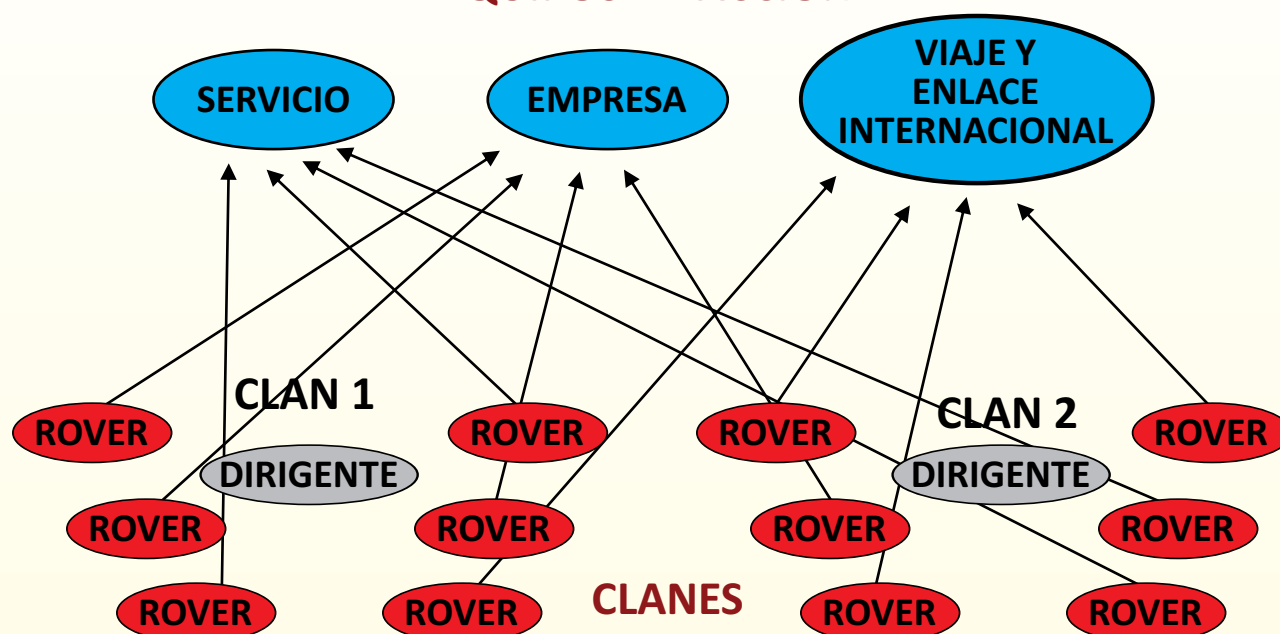 SERVICIO
EMPRESA
VIAJE Y
ENLACE
INTERNACIONAL
CLAN 1
CLAN 2
ROVER
ROVER
ROVER
ROVER
DIRIGENTE
DIRIGENTE
ROVER
ROVER
ROVER
ROVER
CLANES
ROVER
ROVER
ROVER
ROVER